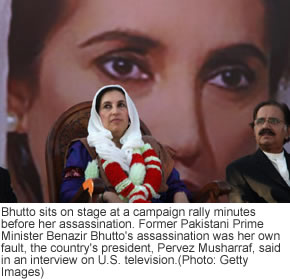 Bhutto sits on stage at a campaign rally minutes
before her assassination. Former Pakistani Prime
Minister Benazir Bhutto's assassination was her own
fault, the country's president, Pervez Musharraf, said
in an interview on U.S. television.(Photo: Getty
Images)